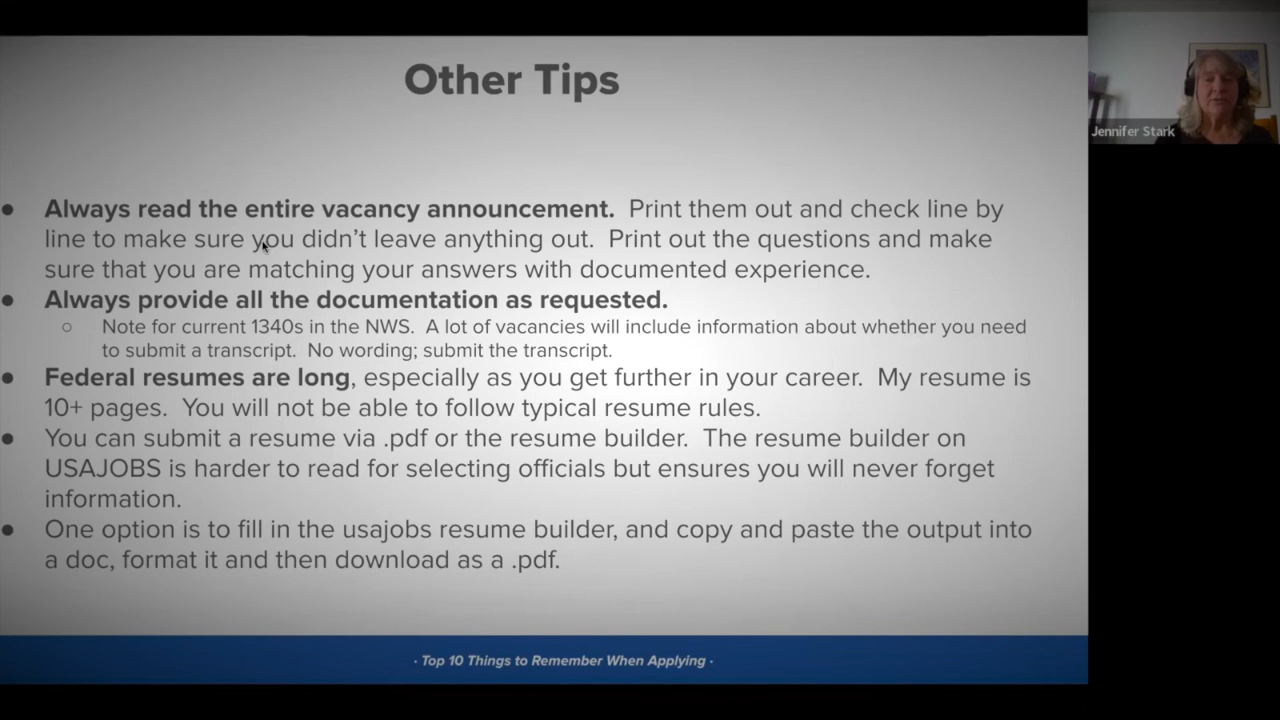 Other Tips
Jennifer Stark
● Always read the entire vacancy announcement. Print them out and check line by
line to make sure you didn’t leave anything out. Print out the questions and make
sure that you are matching your answers with documented experience.
● Always provide all the documentation as requested.
○ Note for current 1340s in the NWS. A lot of vacancies will include information about whether you need
to submit a transcript. No wording; submit the transcript.
● Federal resumes are long, especially as you get further in your career. My resume is
10+ pages. You will not be able to follow typical resume rules.
● You can submit a resume via .pdf or the resume builder. The resume builder on
USAJOBS is harder to read for selecting officials but ensures you will never forget
information.
● One option is to fill in the usajobs resume builder, and copy and paste the output into
a doc, format it and then download as a .pdf.
· Top 10 Things to Remember When Applying ·